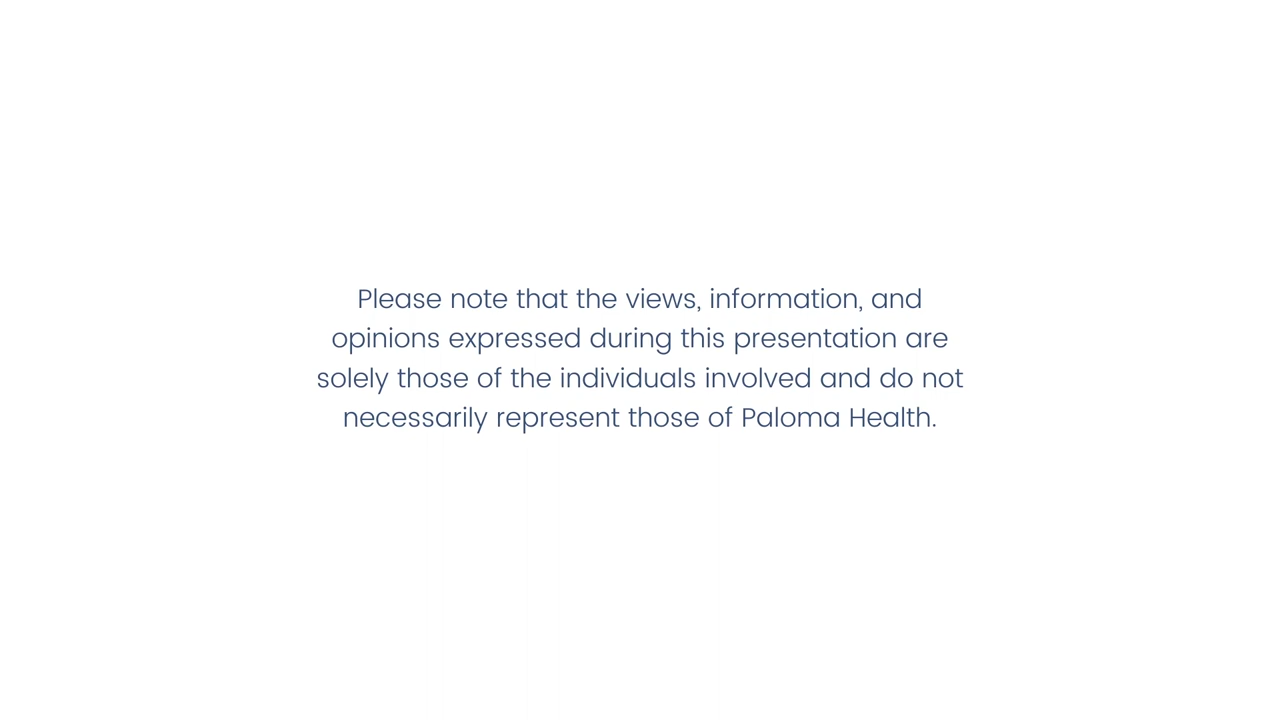 Please note that the views, information, and
opinions expressed during this presentation are
solely those of the individuals involved and do not
necessarily represent those of Paloma Health.